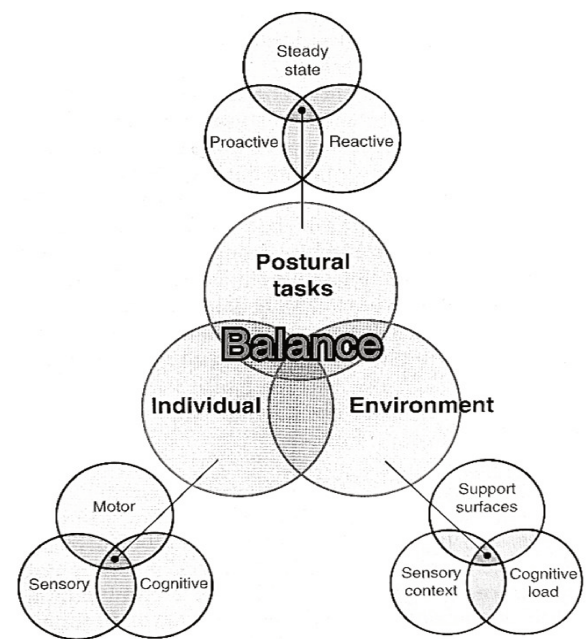 Steady
state
Proactive
Reactive
Postural
tasks
Balance
Individual
Environment
Motor
Sensory
Cognitive
Support
surfaces
Sensory
context
Cognitive
load